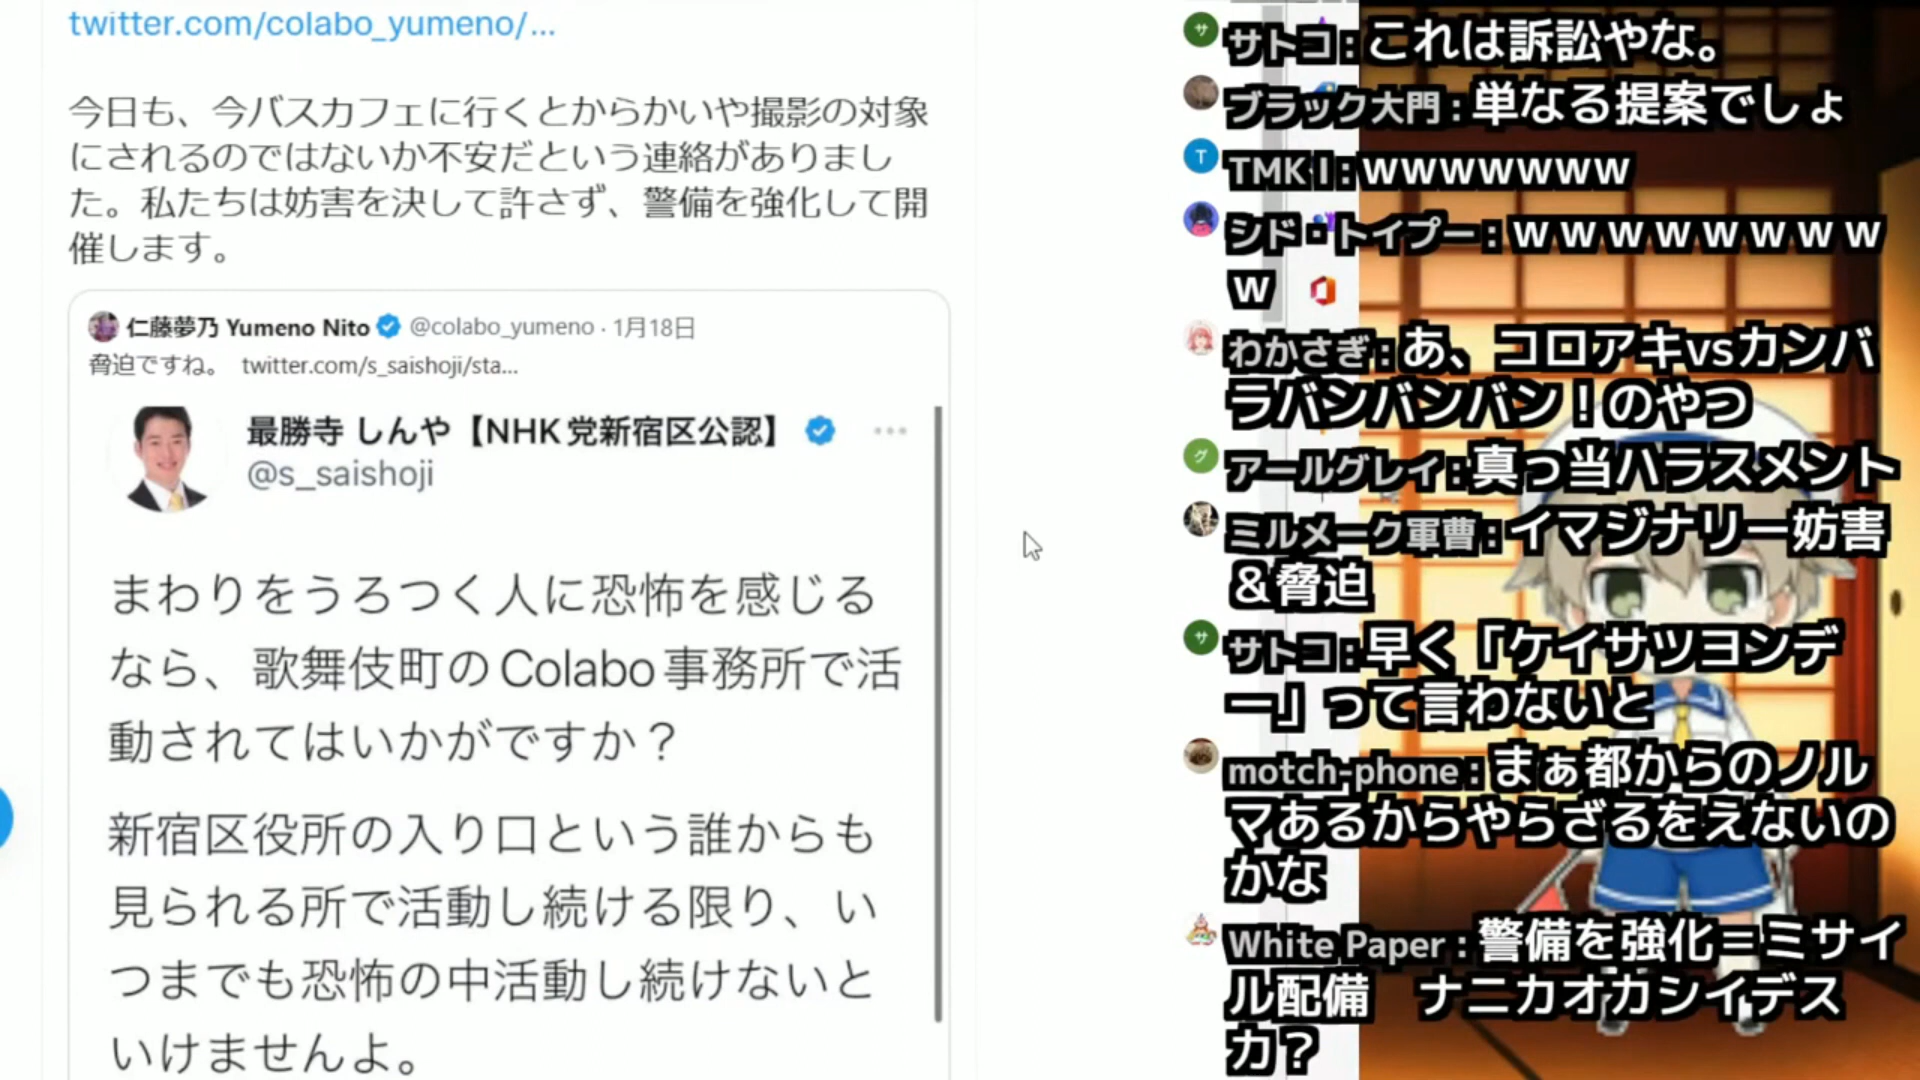 twitter.com/colabo_yumeno/...
今日も、今バスカフェに行くとからかいや撮影の対象
にされるのではないか不安だという連絡がありまし
た。私たちは妨害を決して許さず、警備を強化して開
催します。
仁藤夢乃 Yumeno Nito @colabo_yumeno · 1月18日
脅迫ですね。 twitter.com/s_saishoji/sta...
最勝寺 しんや【NHK党新宿区公認】
@s_saishoji
まわりをうろつく人に恐怖を感じる
なら、歌舞伎町のColabo事務所で活
動されてはいかがですか？
新宿区役所の入り口という誰からも
見られる所で活動し続ける限り、い
つまでも恐怖の中活動し続けないと
いけませんよ。
サ サトコ : これは訴訟やな。
ブラック大門 : 単なる提案でしょ
T TMK I : wwwwwwww
シド・トイプー : ｗｗｗｗｗｗｗｗ
ｗ
わかさぎ : あ、コロアキvsカンバ
ラバンバンバン！のやつ
グ アールグレイ : 真っ当ハラスメント
ミルメーク軍曹 : イマジナリー妨害
＆脅迫
サ サトコ : 早く「ケイサツヨンデ
ー」って言わないと
motch-phone : まぁ都からのノル
マあるからやらざるをえないの
かな
White Paper : 警備を強化＝ミサイ
ル配備　ナニカオカシイデス
カ？